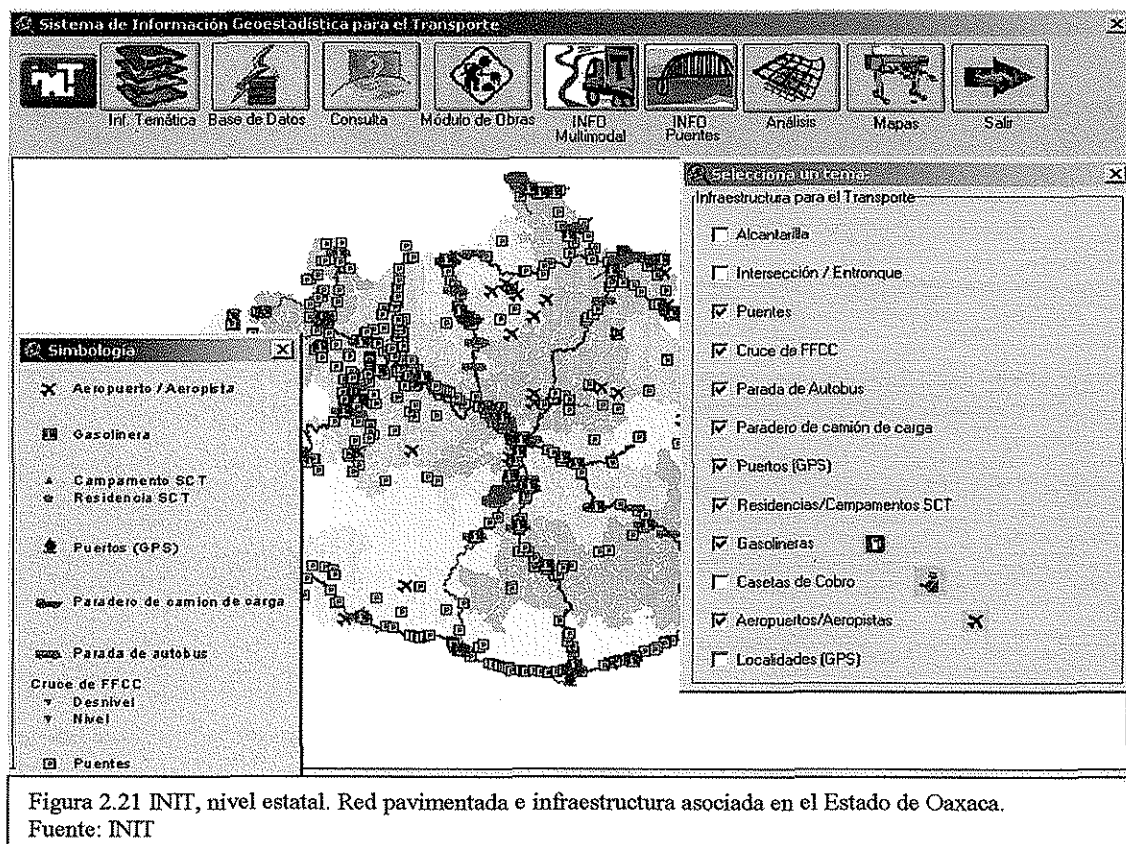 Sistema de Información Geoestadística para el Transporte
Inf. Temática
Base de Datos
Consulta
Módulo de Obras
INFO
Multimodal
INFO
Puentes
Análisis
Mapas
Salir
Selecciona un tema:
Infraestructura para el Transporte
Alcantarilla
Intersección / Entronque
Puentes
Cruce de FFCC
Parada de Autobus
Paradero de camión de carga
Puertos (GPS)
Residencias/Campamentos SCT
Gasolineras
Casetas de Cobro
Aeropuertos/Aeropistas
Localidades (GPS)
Simbología
Aeropuerto / Aeropista
Gasolinera
Campamento SCT
Residencia SCT
Puertos (GPS)
Paradero de camion de carga
Parada de autobus
Cruce de FFCC
Desnivel
Nivel
Puentes
Figura 2.21 INIT, nivel estatal. Red pavimentada e infraestructura asociada en el Estado de Oaxaca.
Fuente: INIT